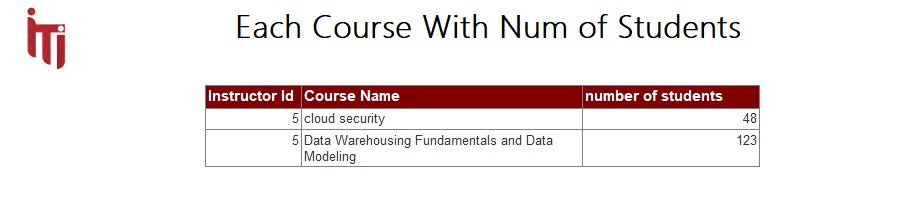 iTi
Each Course With Num of Students
Instructor Id Course Name number of students
5 cloud security 48
5 Data Warehousing Fundamentals and Data 123
Modeling